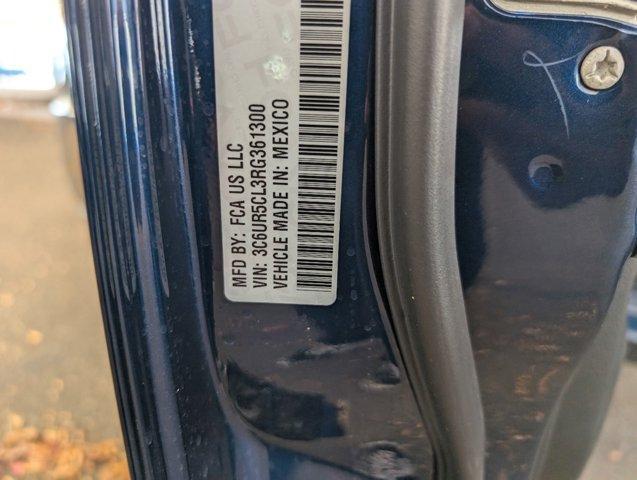 MFD BY: FCA US LLC
VIN: 3C6UR5CL3RG361300
VEHICLE MADE IN: MEXICO